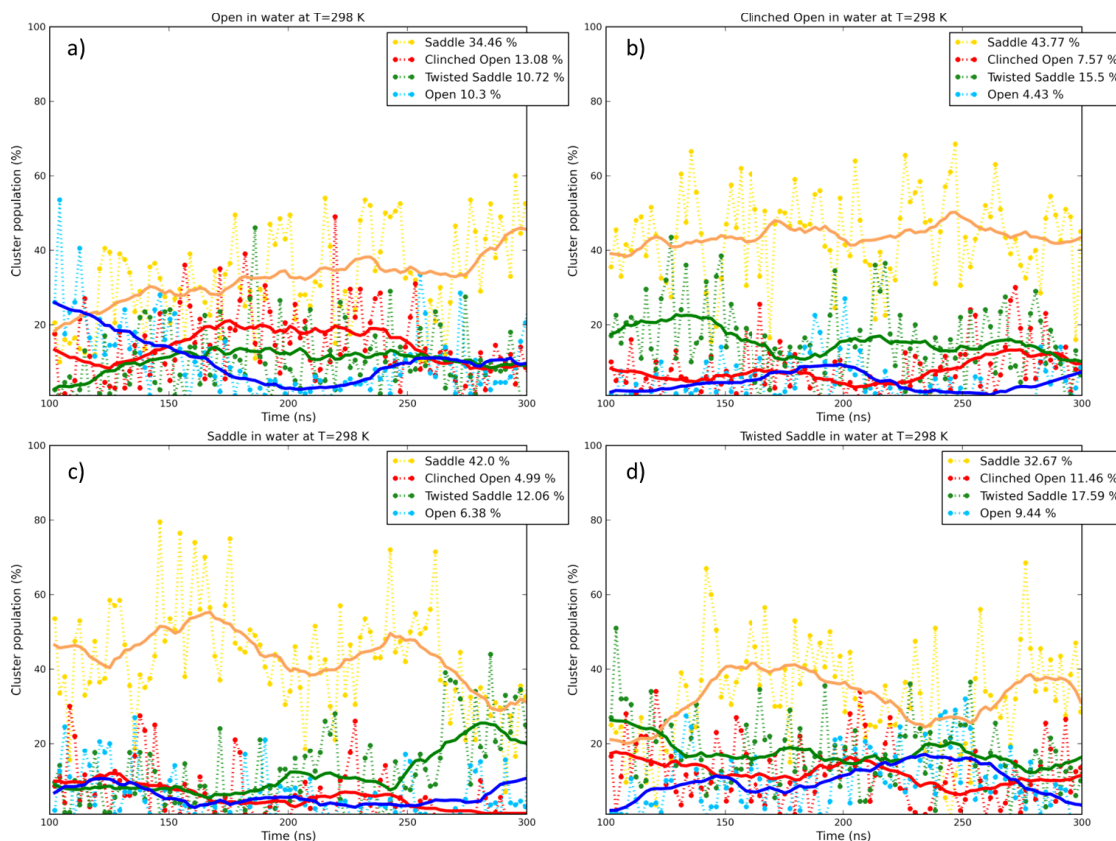 Open in water at T=298 K
a)
Saddle 34.46 %
Clinched Open 13.08 %
Twisted Saddle 10.72 %
Open 10.3 %
Cluster population (%)
100
80
60
40
20
100 150 200 250 300
Time (ns)
Clinched Open in water at T=298 K
b)
Saddle 43.77 %
Clinched Open 7.57 %
Twisted Saddle 15.5 %
Open 4.43 %
Cluster population (%)
100
80
60
40
20
100 150 200 250 300
Time (ns)
Saddle in water at T=298 K
c)
Saddle 42.0 %
Clinched Open 4.99 %
Twisted Saddle 12.06 %
Open 6.38 %
Cluster population (%)
100
80
60
40
20
100 150 200 250 300
Time (ns)
Twisted Saddle in water at T=298 K
d)
Saddle 32.67 %
Clinched Open 11.46 %
Twisted Saddle 17.59 %
Open 9.44 %
Cluster population (%)
100
80
60
40
20
100 150 200 250 300
Time (ns)